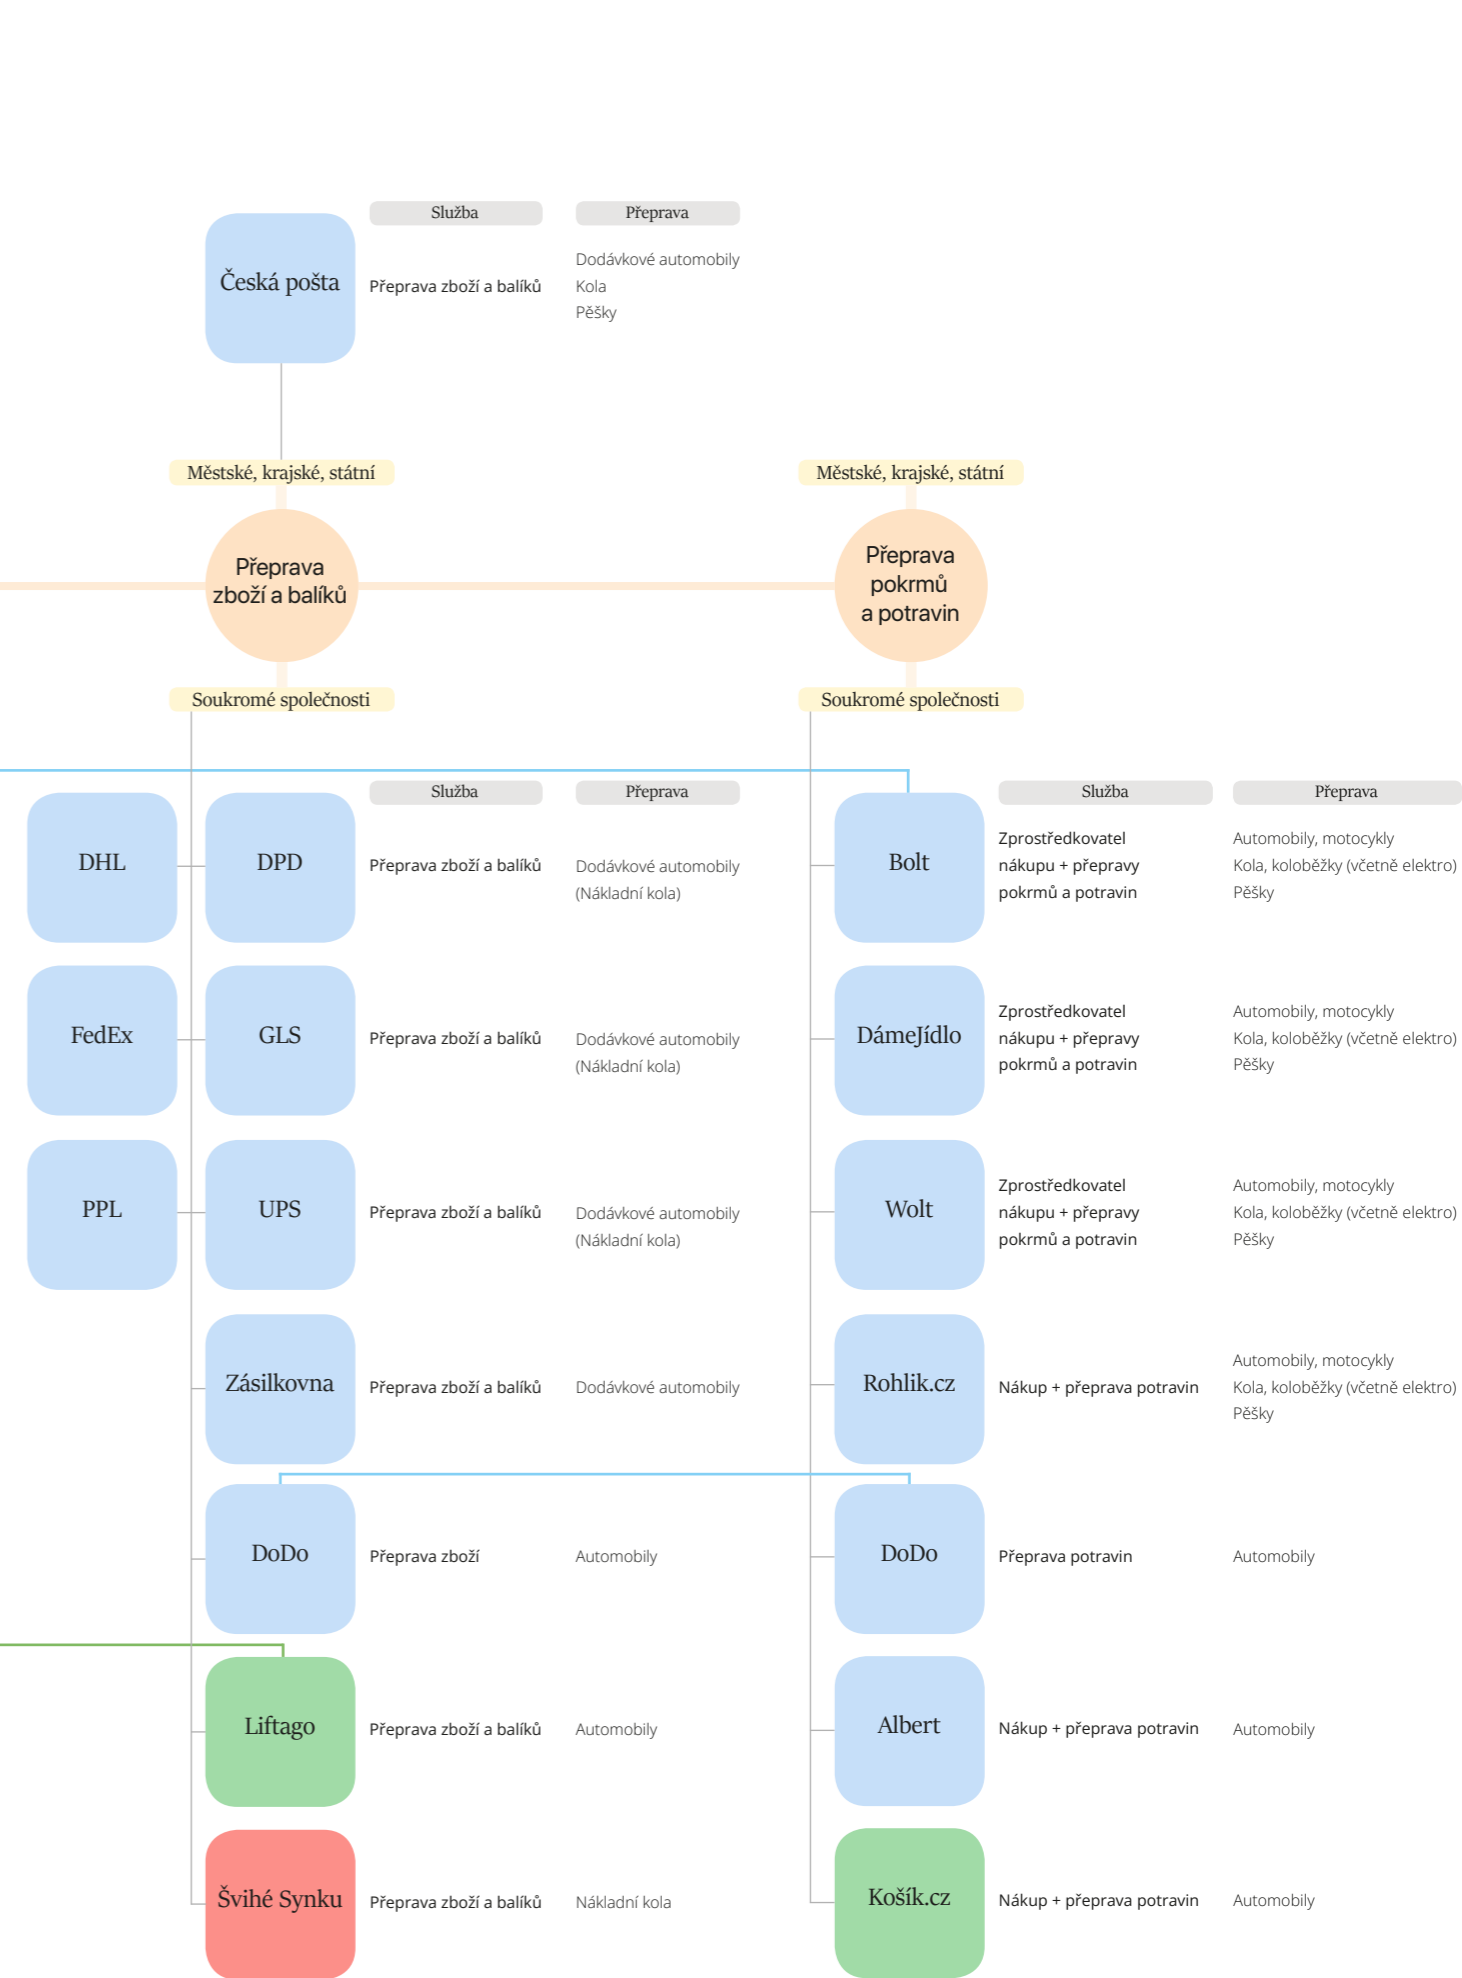 Služba
Přeprava
Česká pošta
Přeprava zboží a balíků
Dodávkové automobily
Kola
Pěšky
Městské, krajské, státní
Městské, krajské, státní
Přeprava
zboží a balíků
Přeprava
pokrmů
a potravin
Soukromé společnosti
Soukromé společnosti
Služba
Přeprava
DHL
DPD
Přeprava zboží a balíků
Dodávkové automobily
(Nákladní kola)
FedEx
GLS
Přeprava zboží a balíků
Dodávkové automobily
(Nákladní kola)
PPL
UPS
Přeprava zboží a balíků
Dodávkové automobily
(Nákladní kola)
Zásilkovna
Přeprava zboží a balíků
Dodávkové automobily
DoDo
Přeprava zboží
Automobily
Liftago
Přeprava zboží a balíků
Automobily
Švihé Synku
Přeprava zboží a balíků
Nákladní kola
Služba
Přeprava
Bolt
Zprostředkovatel
nákupu + přepravy
pokrmů a potravin
Automobily, motocykly
Kola, koloběžky (včetně elektro)
Pěšky
DámeJídlo
Zprostředkovatel
nákupu + přepravy
pokrmů a potravin
Automobily, motocykly
Kola, koloběžky (včetně elektro)
Pěšky
Wolt
Zprostředkovatel
nákupu + přepravy
pokrmů a potravin
Automobily, motocykly
Kola, koloběžky (včetně elektro)
Pěšky
Rohlik.cz
Nákup + přeprava potravin
Automobily, motocykly
Kola, koloběžky (včetně elektro)
Pěšky
DoDo
Přeprava potravin
Automobily
Albert
Nákup + přeprava potravin
Automobily
Košík.cz
Nákup + přeprava potravin
Automobily